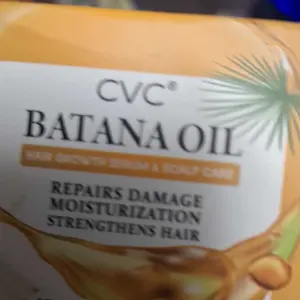 CVC®
BATANA OIL
HAIR GROWTH SERUM & SCALP CARE
REPAIRS DAMAGE
MOISTURIZATION
STRENGTHENS HAIR